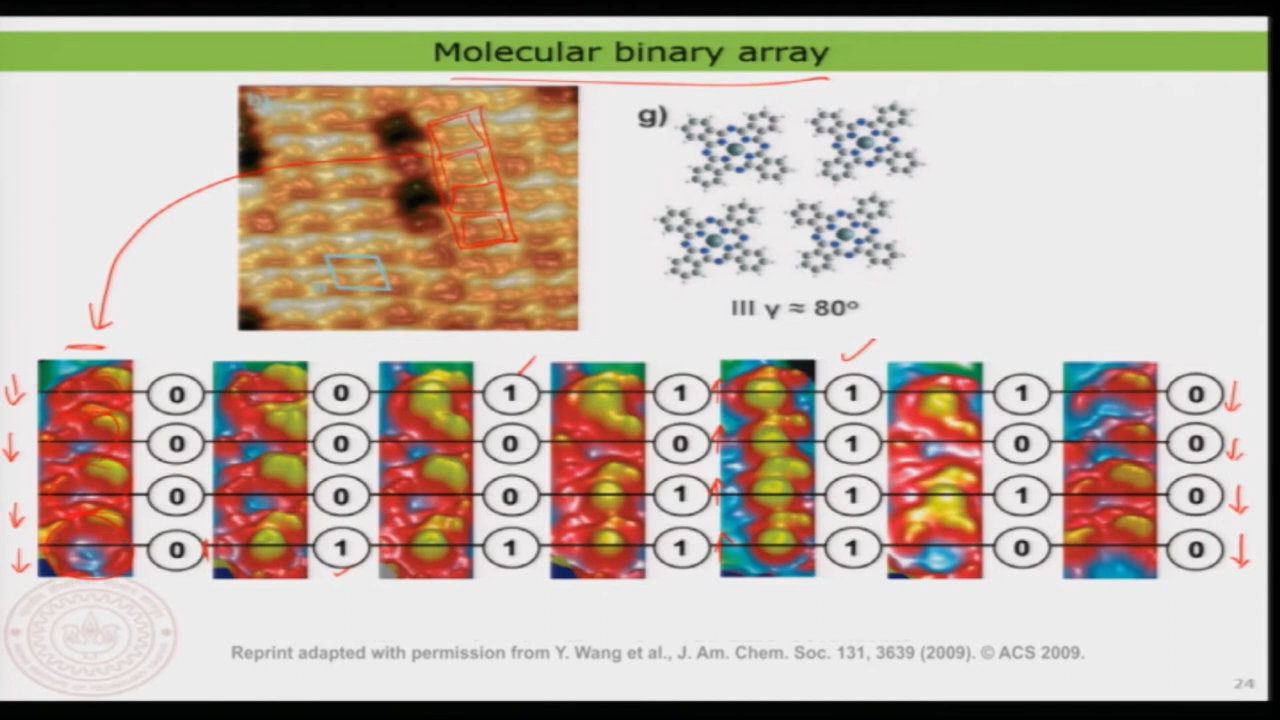 Molecular binary array
g)
III γ ≈ 80º
0 0 1 1 1 1 0
0 0 0 0 1 0 0
0 0 0 1 1 1 0
0 1 1 1 1 0 0
Reprint adapted with permission from Y. Wang et al., J. Am. Chem. Soc. 131, 3639 (2009). © ACS 2009.
24